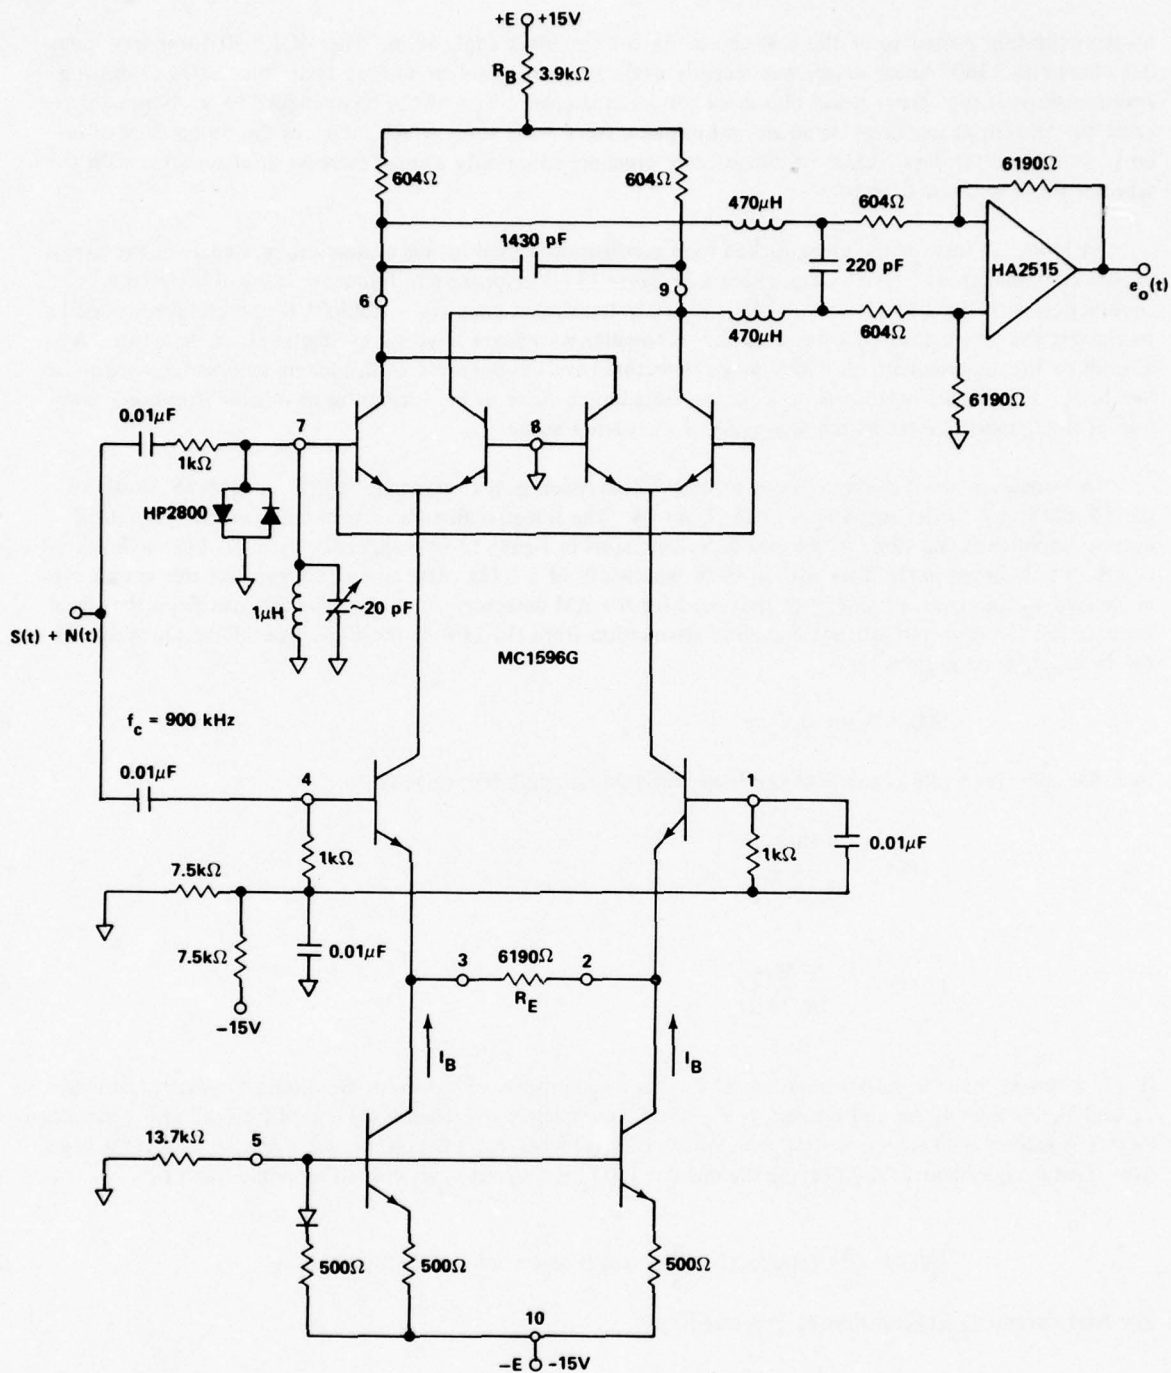 +E +15V
R_B 3.9kΩ
604Ω 604Ω
6190Ω
470μH 604Ω
1430 pF
220 pF
HA2515
e_o(t)
6 9
470μH 604Ω
6190Ω
0.01μF
7 8
1kΩ
HP2800
1μH ~20 pF
S(t) + N(t)
MC1596G
f_c = 900 kHz
0.01μF
4 1
1kΩ 1kΩ 0.01μF
7.5kΩ
7.5kΩ 0.01μF
-15V
3 6190Ω 2
R_E
I_B I_B
13.7kΩ 5
500Ω 500Ω 500Ω
10
-E -15V